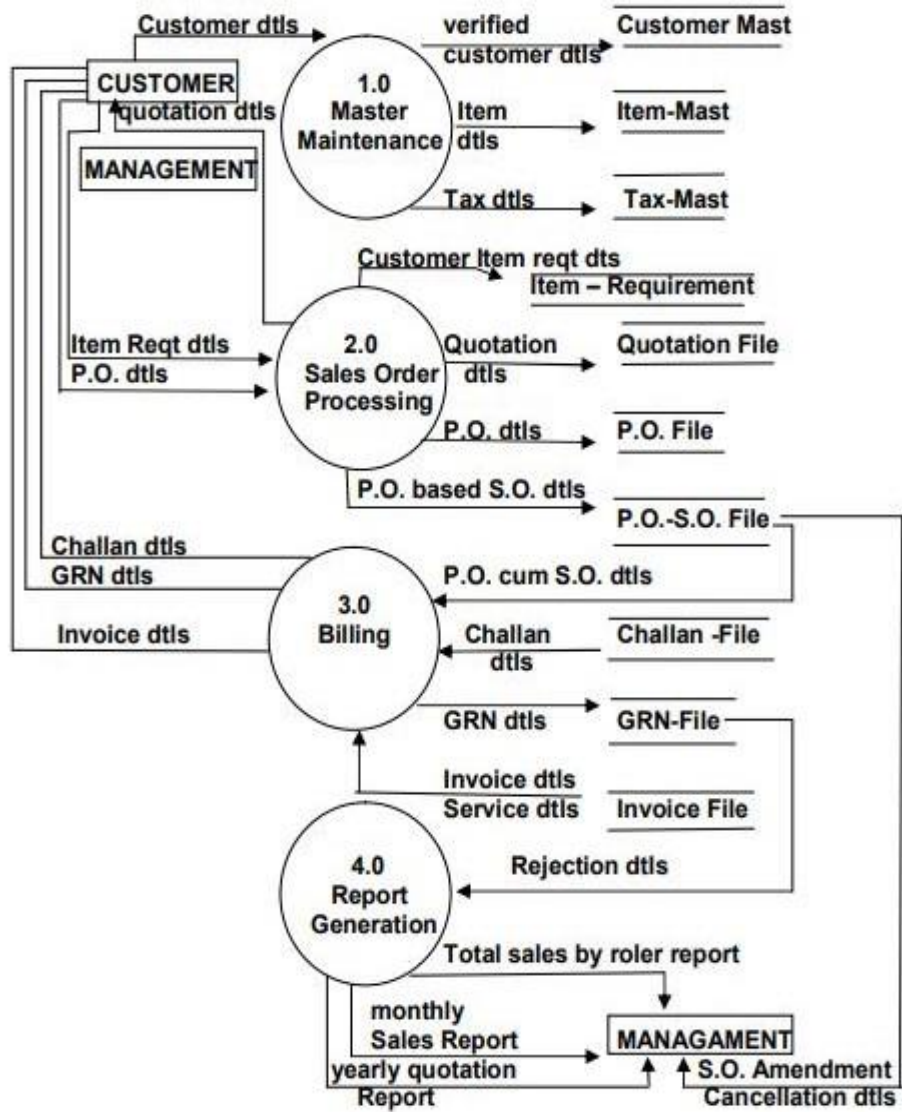 Customer dtls
verified
customer dtls
Customer Mast
CUSTOMER
quotation dtls
1.0
Master
Maintenance
Item
dtls
Item-Mast
MANAGEMENT
Tax dtls
Tax-Mast
Customer Item reqt dts
Item – Requirement
Item Reqt dtls
P.O. dtls
2.0
Sales Order
Processing
Quotation
dtls
Quotation File
P.O. dtls
P.O. File
P.O. based S.O. dtls
P.O.-S.O. File
Challan dtls
GRN dtls
P.O. cum S.O. dtls
3.0
Billing
Invoice dtls
Challan
dtls
Challan -File
GRN dtls
GRN-File
Invoice dtls
Service dtls
Invoice File
4.0
Report
Generation
Rejection dtls
Total sales by roler report
monthly
Sales Report
MANAGAMENT
yearly quotation
Report
S.O. Amendment
Cancellation dtls